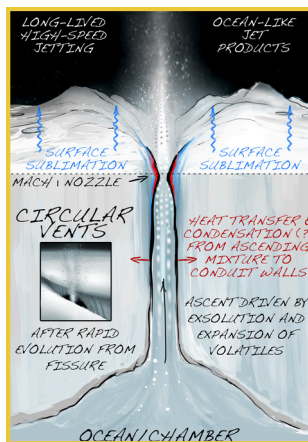 LONG-LIVED
HIGH-SPEED
JETTING
OCEAN-LIKE
JET
PRODUCTS
SURFACE
SUBLIMATION
SURFACE
SUBLIMATION
MACH 1 NOZZLE
CIRCULAR
VENTS
AFTER RAPID
EVOLUTION FROM
FISSURE
HEAT TRANSFER &
CONDENSATION (?)
FROM ASCENDING
MIXTURE TO
CONDUIT WALLS
ASCENT DRIVEN BY
EXSOLUTION AND
EXPANSION OF
VOLATILES
OCEAN/CHAMBER